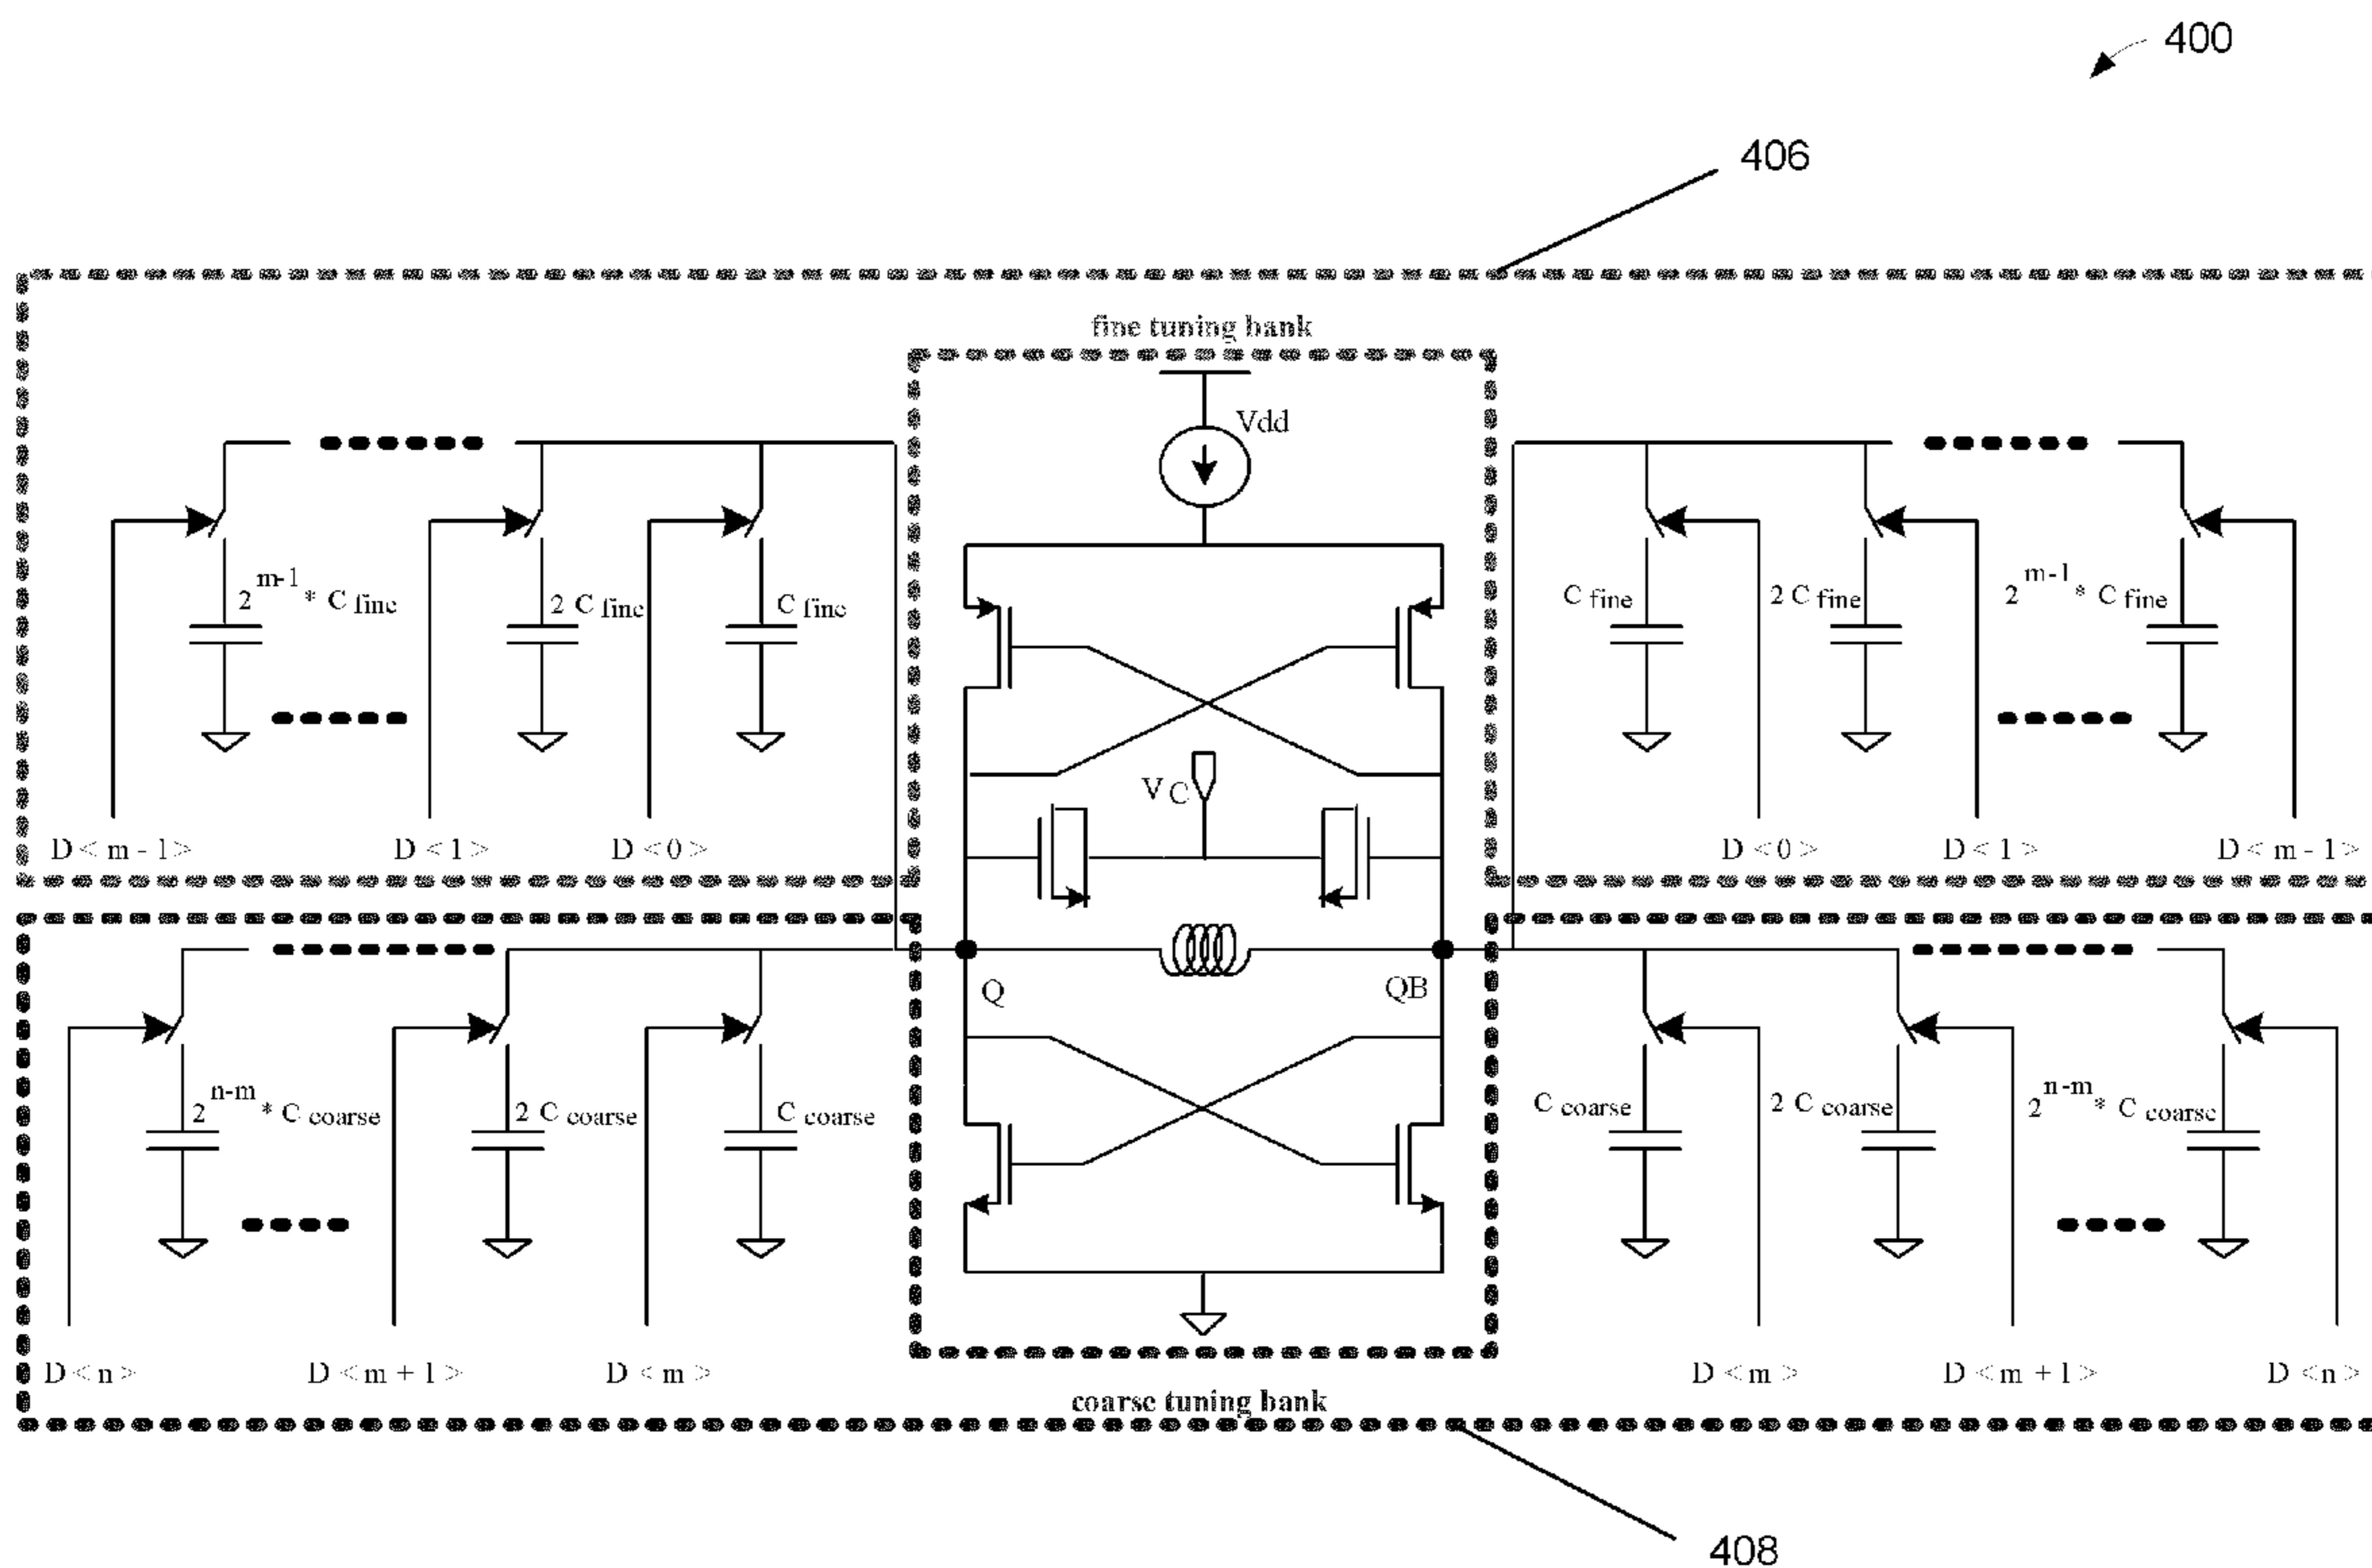 400
406
fine tuning bank
Vdd
2^{m-1} * C fine
2 C fine
C fine
C fine
2 C fine
2^{m-1} * C fine
V C
D < m - 1 >
D < 1 >
D < 0 >
D < 0 >
D < 1 >
D < m - 1 >
Q
QB
2^{n-m} * C coarse
2 C coarse
C coarse
C coarse
2 C coarse
2^{n-m} * C coarse
D < n >
D < m + 1 >
D < m >
D < m >
D < m + 1 >
D < n >
coarse tuning bank
408